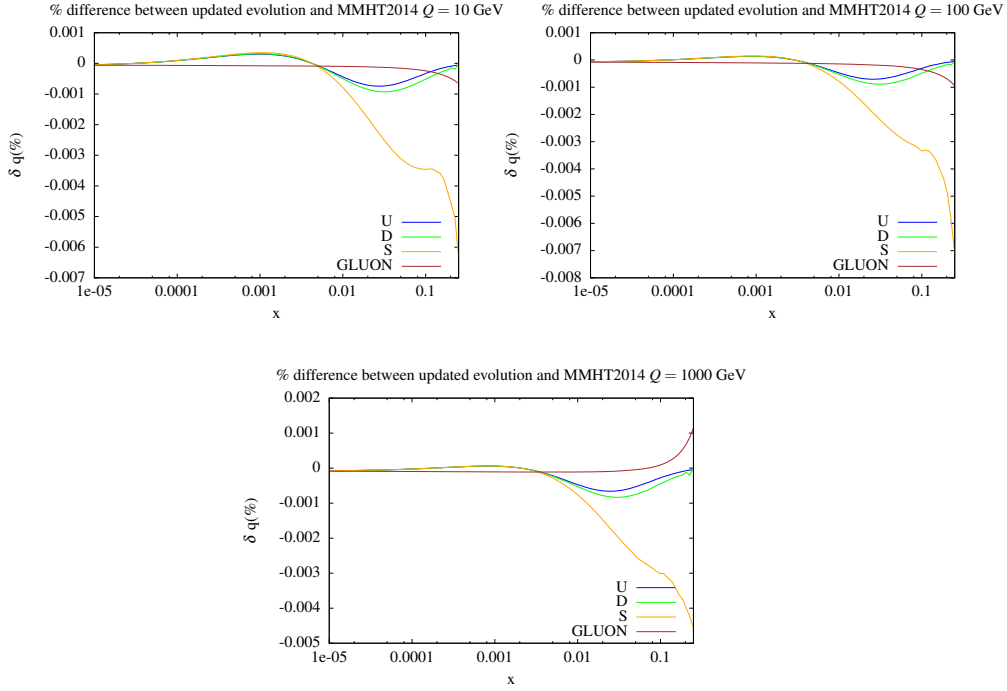 % difference between updated evolution and MMHT2014 Q = 10 GeV
0.001
0
-0.001
-0.002
-0.003
-0.004
-0.005
-0.006
-0.007
δ q(%)
U
D
S
GLUON
1e-05 0.0001 0.001 0.01 0.1
x
% difference between updated evolution and MMHT2014 Q = 100 GeV
0.001
0
-0.001
-0.002
-0.003
-0.004
-0.005
-0.006
-0.007
-0.008
δ q(%)
U
D
S
GLUON
1e-05 0.0001 0.001 0.01 0.1
x
% difference between updated evolution and MMHT2014 Q = 1000 GeV
0.002
0.001
0
-0.001
-0.002
-0.003
-0.004
-0.005
δ q(%)
U
D
S
GLUON
1e-05 0.0001 0.001 0.01 0.1
x